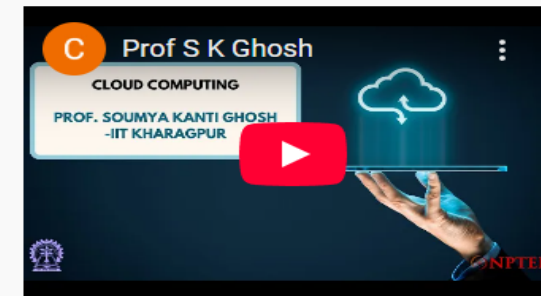 C Prof S K Ghosh
CLOUD COMPUTING
PROF. SOUMYA KANTI GHOSH
-IIT KHARAGPUR
NPTEL